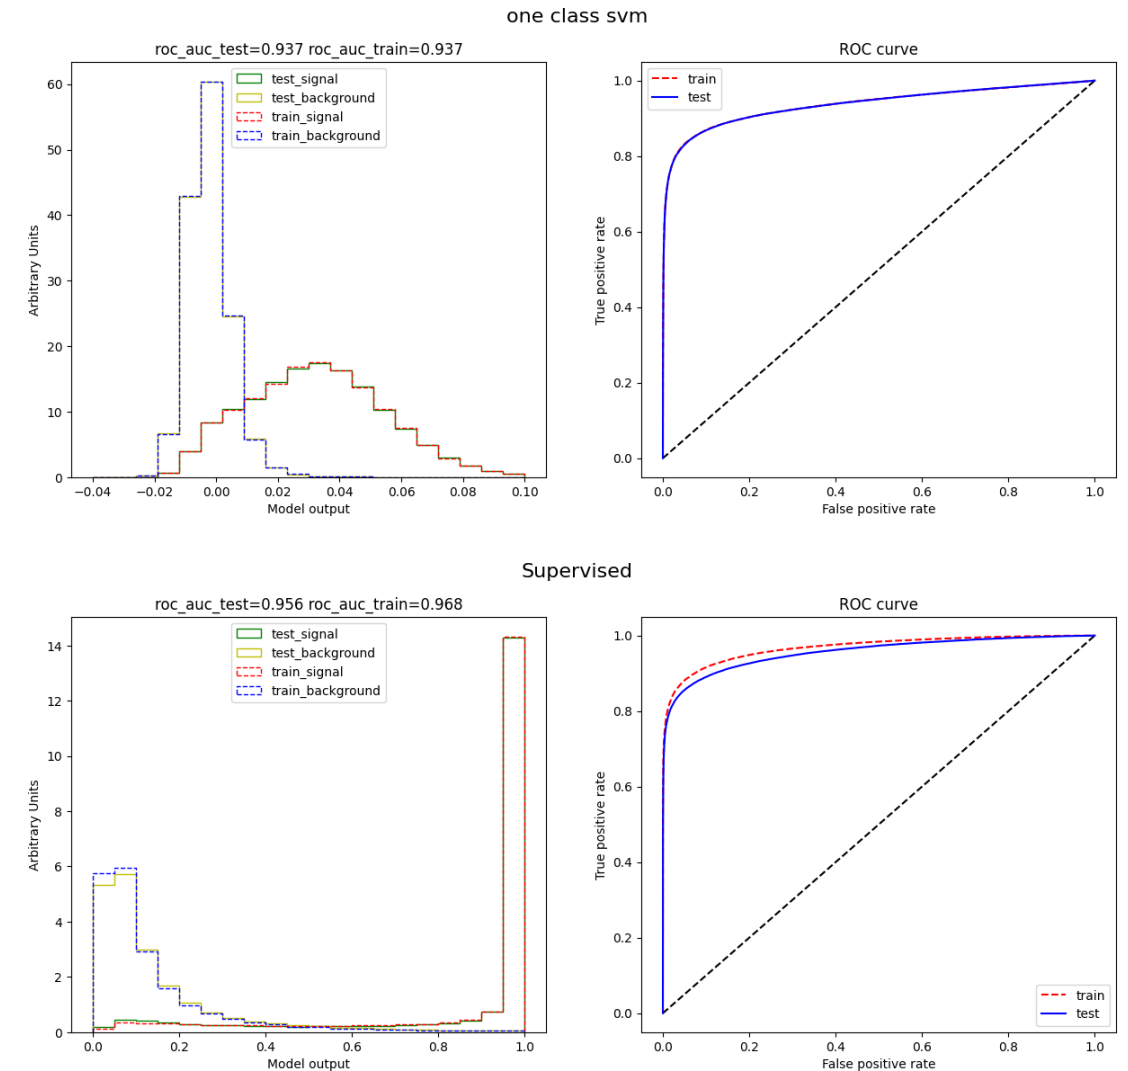 one class svm
roc_auc_test=0.937 roc_auc_train=0.937
test_signal
test_background
train_signal
train_background
60
50
40
30
20
10
0
Arbitrary Units
−0.04 −0.02 0.00 0.02 0.04 0.06 0.08 0.10
Model output
ROC curve
train
test
1.0
0.8
0.6
0.4
0.2
0.0
True positive rate
0.0 0.2 0.4 0.6 0.8 1.0
False positive rate
Supervised
roc_auc_test=0.956 roc_auc_train=0.968
test_signal
test_background
train_signal
train_background
14
12
10
8
6
4
2
0
Arbitrary Units
0.0 0.2 0.4 0.6 0.8 1.0
Model output
ROC curve
1.0
0.8
0.6
0.4
0.2
0.0
True positive rate
train
test
0.0 0.2 0.4 0.6 0.8 1.0
False positive rate